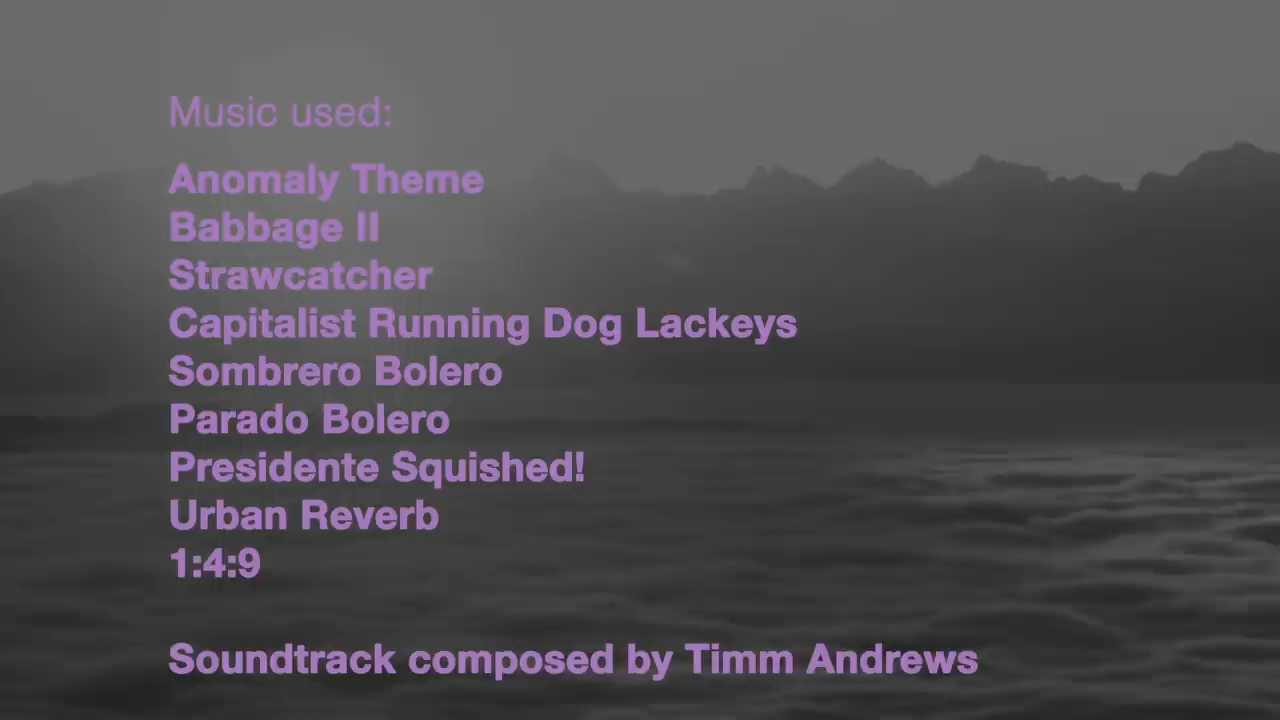 Music used:
Anomaly Theme
Babbage II
Strawcatcher
Capitalist Running Dog Lackeys
Sombrero Bolero
Parado Bolero
Presidente Squished!
Urban Reverb
1:4:9
Soundtrack composed by Timm Andrews